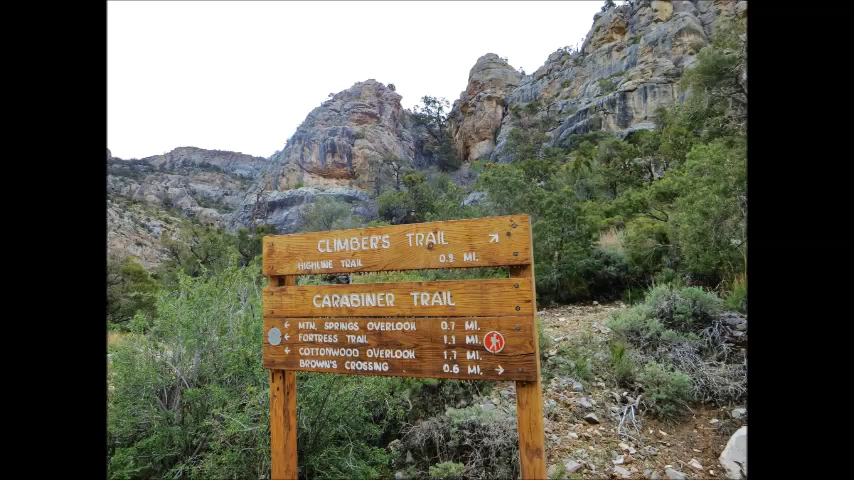 CLIMBER'S TRAIL ↗
HIGHLINE TRAIL 0.2 MI.
CARABINER TRAIL
← MTN. SPRINGS OVERLOOK 0.7 MI.
← FORTRESS TRAIL 1.1 MI.
← COTTONWOOD OVERLOOK 1.7 MI.
BROWN'S CROSSING 0.6 MI. →